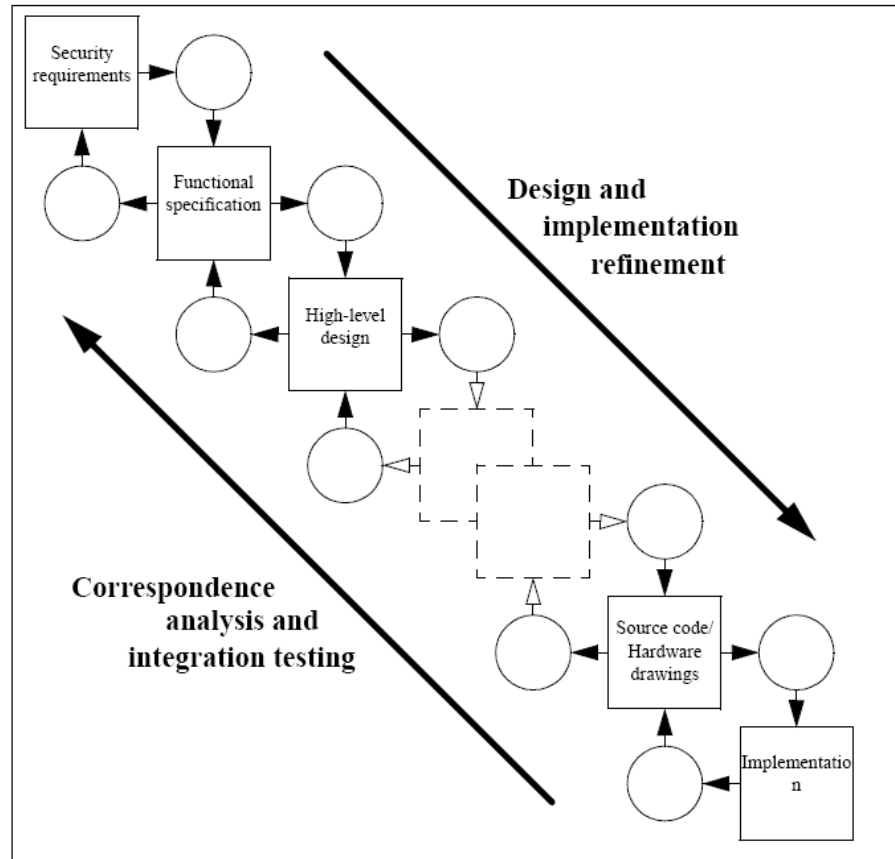 Security
requirements
Functional
specification
Design and
implementation
refinement
High-level
design
Correspondence
analysis and
integration testing
Source code/
Hardware
drawings
Implementatio
n